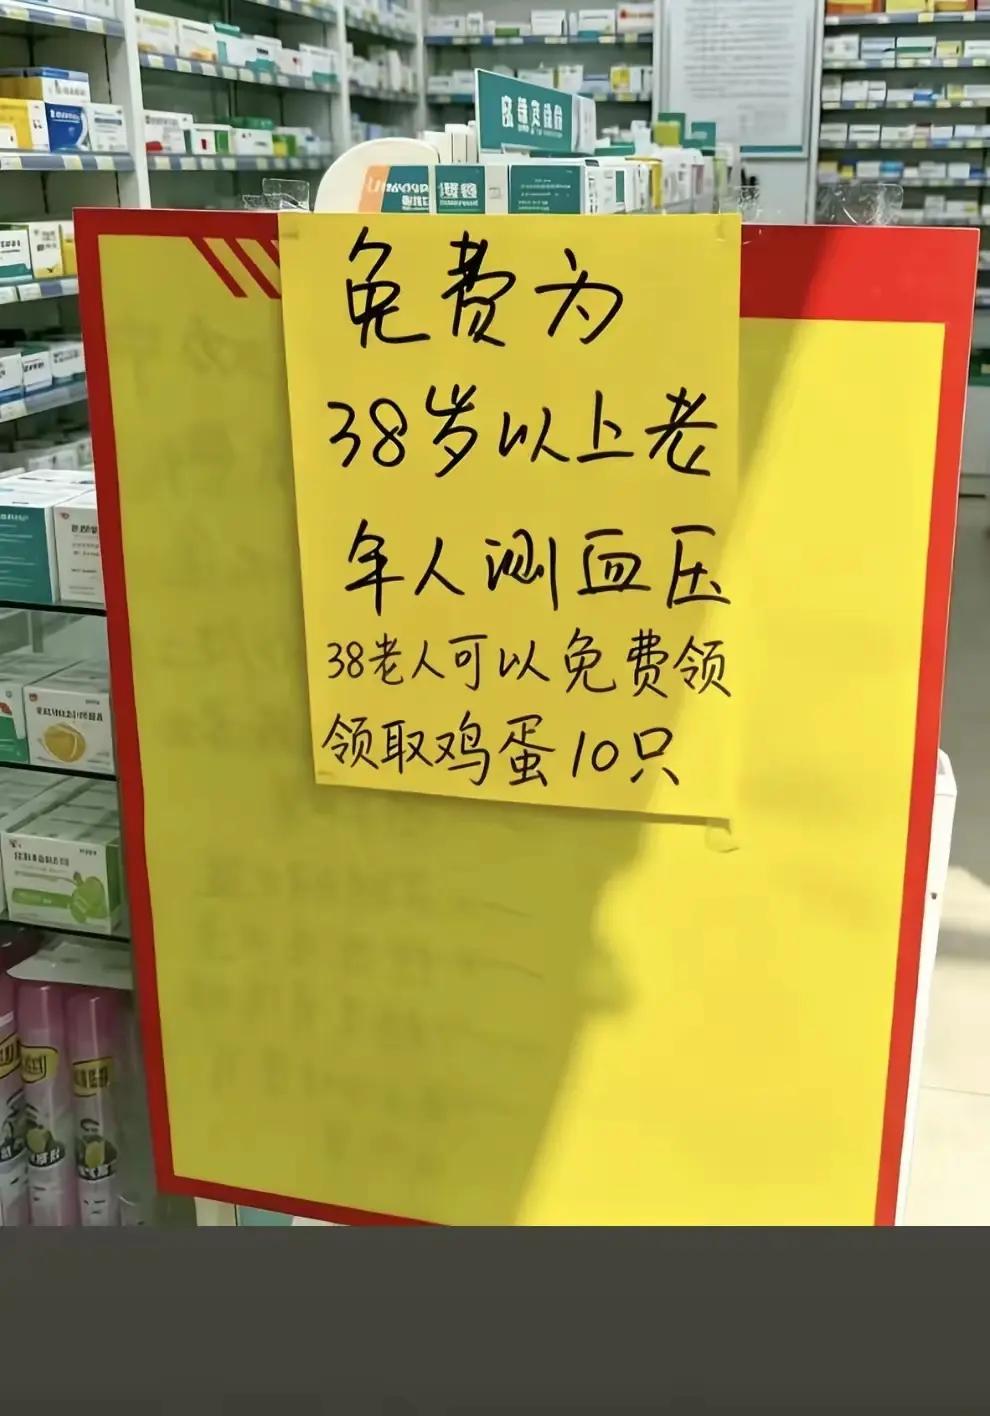 免费为
38岁以上老
年人测血压
38老人可以免费领
领取鸡蛋10只